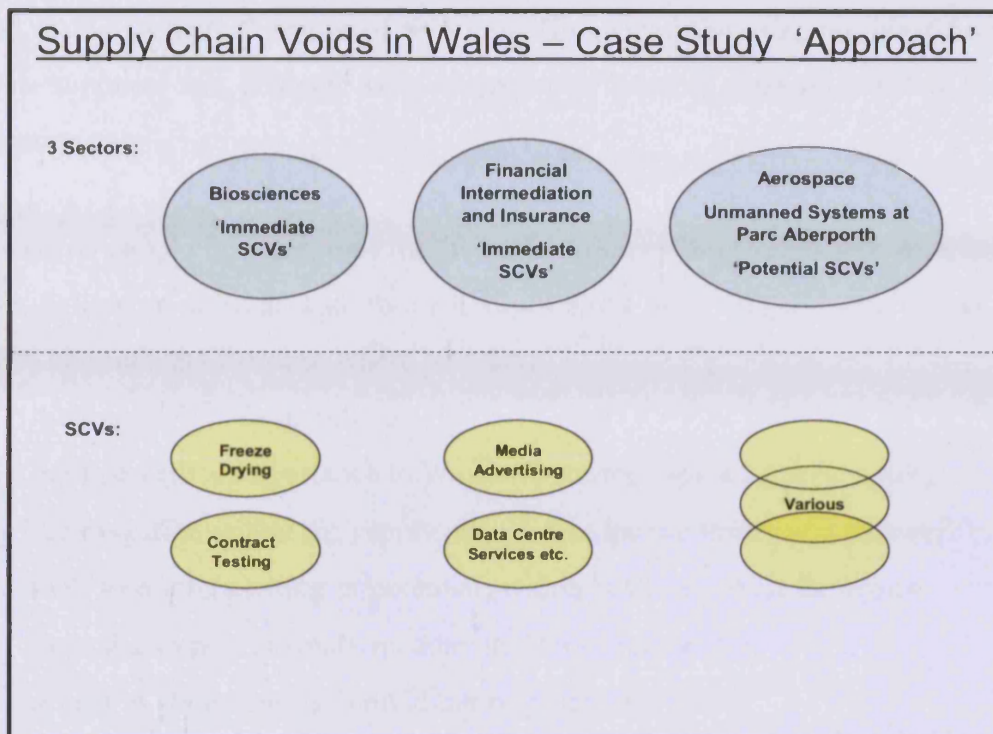 Supply Chain Voids in Wales – Case Study 'Approach'
3 Sectors:
Biosciences
'Immediate
SCVs'
Financial
Intermediation
and Insurance
'Immediate
SCVs'
Aerospace
Unmanned Systems at
Parc Aberporth
'Potential SCVs'
SCVs:
Freeze
Drying
Contract
Testing
Media
Advertising
Data Centre
Services etc.
Various